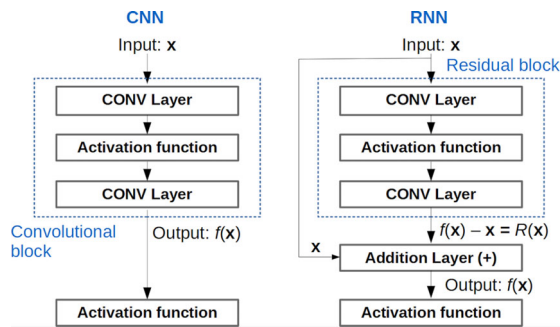 CNN
Input: x
CONV Layer
Activation function
CONV Layer
Convolutional
block
Output: f(x)
Activation function
RNN
Input: x
Residual block
CONV Layer
Activation function
CONV Layer
f(x) – x = R(x)
x
Addition Layer (+)
Output: f(x)
Activation function